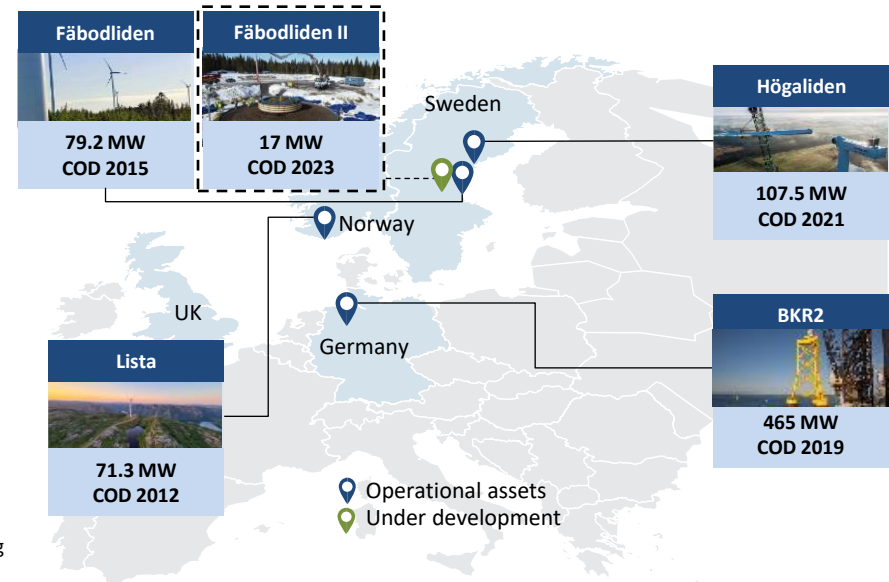 Fäbodliden
79.2 MW
COD 2015
Fäbodliden II
17 MW
COD 2023
Sweden
Högaliden
107.5 MW
COD 2021
Norway
UK
Germany
Lista
71.3 MW
COD 2012
BKR2
465 MW
COD 2019
Operational assets
Under development
g